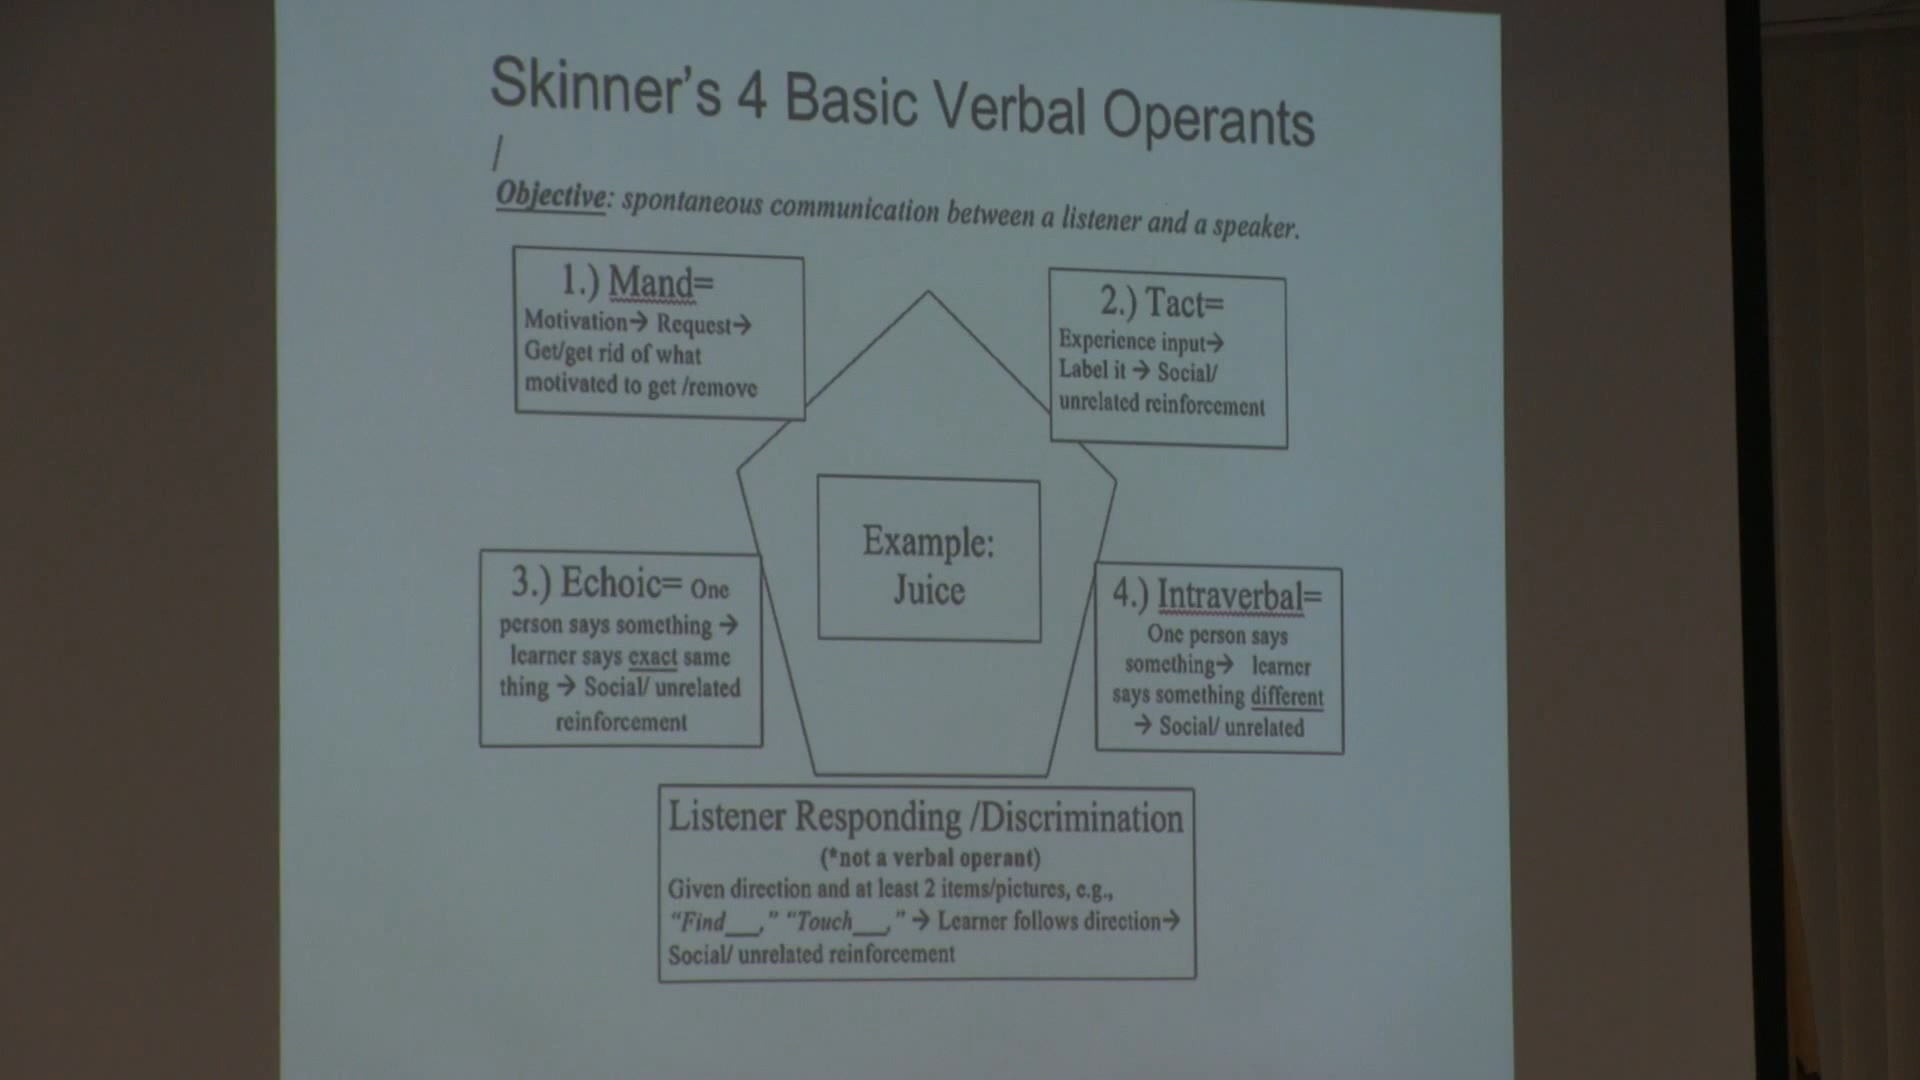 Skinner's 4 Basic Verbal Operants
/
Objective: spontaneous communication between a listener and a speaker.
1.) Mand=
Motivation→ Request→
Get/get rid of what
motivated to get /remove
2.) Tact=
Experience input→
Label it → Social/
unrelated reinforcement
Example:
Juice
3.) Echoic= One
person says something →
learner says exact same
thing → Social/ unrelated
reinforcement
4.) Intraverbal=
One person says
something→ learner
says something different
→ Social/ unrelated
Listener Responding /Discrimination
(*not a verbal operant)
Given direction and at least 2 items/pictures, e.g.,
“Find___,” “Touch___,” → Learner follows direction→
Social/ unrelated reinforcement